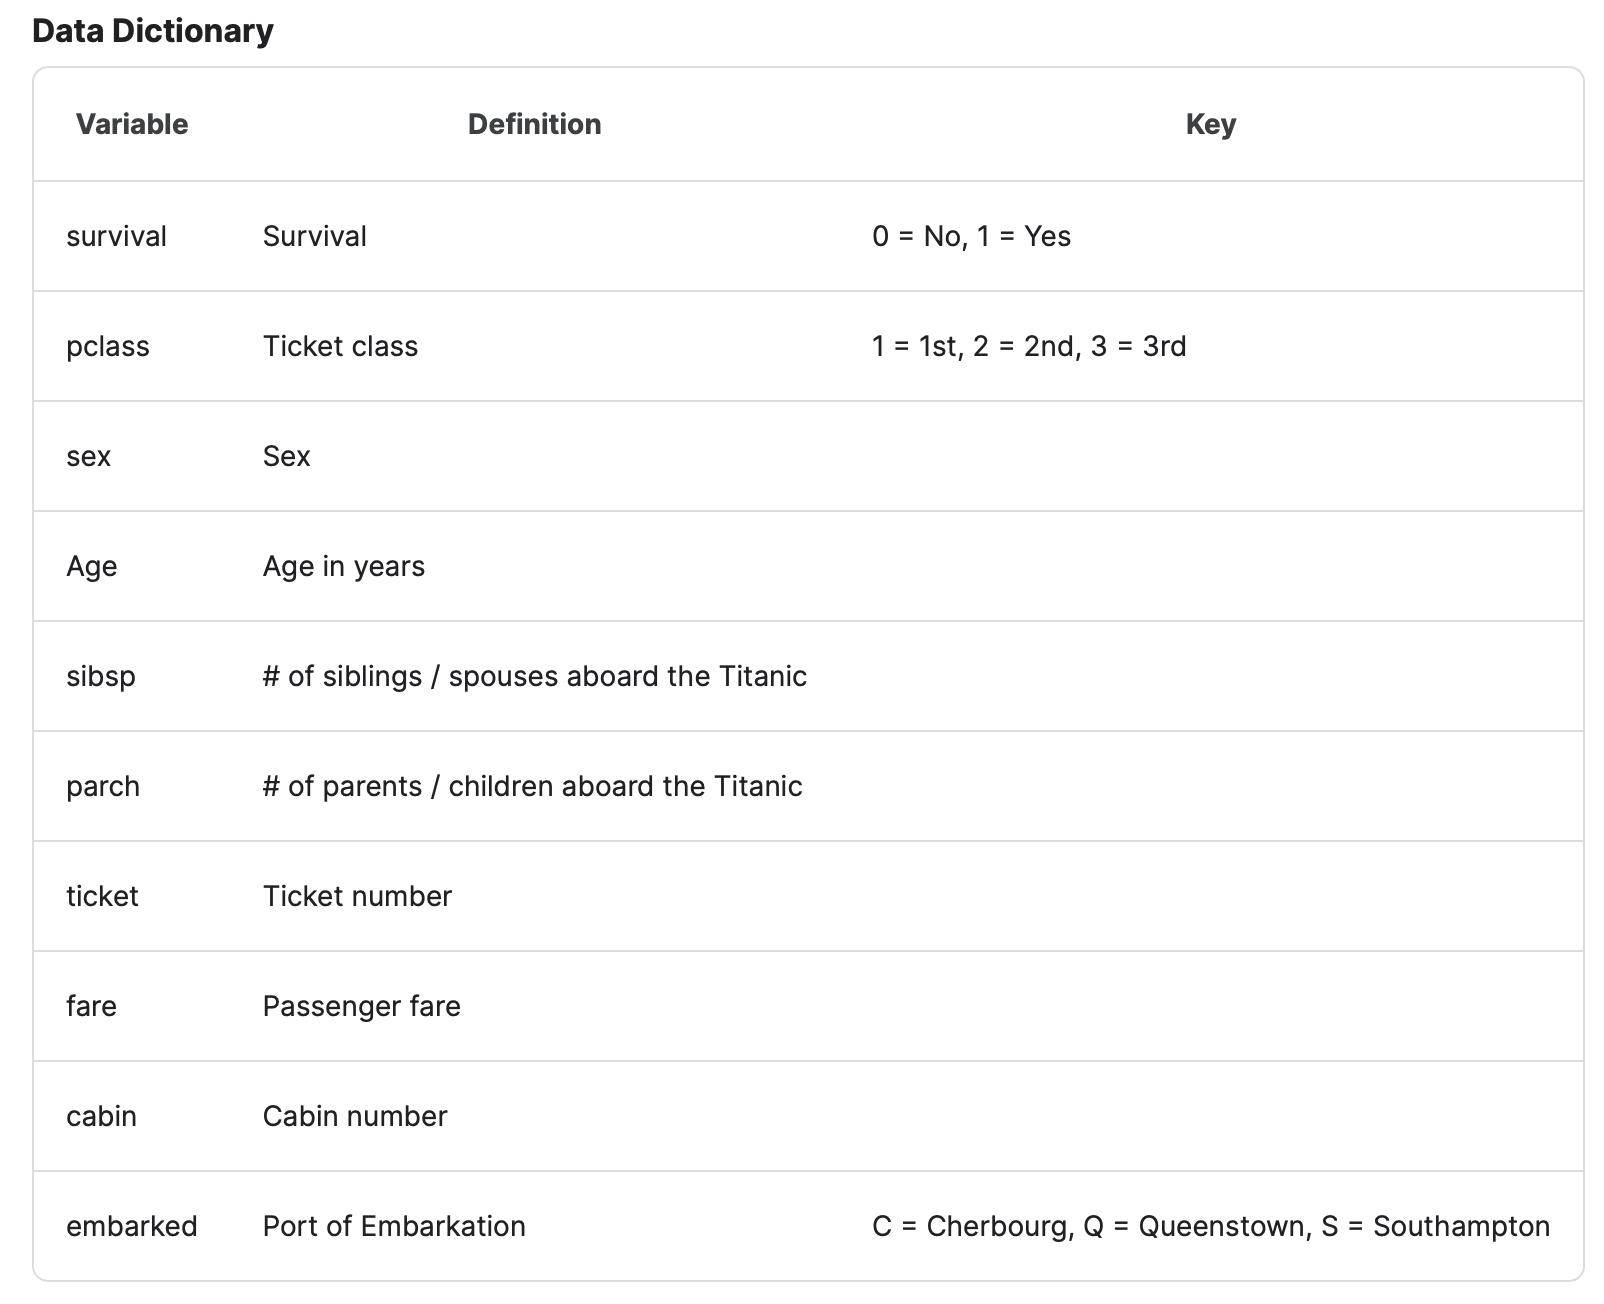 Data Dictionary
Variable Definition Key
survival Survival 0 = No, 1 = Yes
pclass Ticket class 1 = 1st, 2 = 2nd, 3 = 3rd
sex Sex
Age Age in years
sibsp # of siblings / spouses aboard the Titanic
parch # of parents / children aboard the Titanic
ticket Ticket number
fare Passenger fare
cabin Cabin number
embarked Port of Embarkation C = Cherbourg, Q = Queenstown, S = Southampton